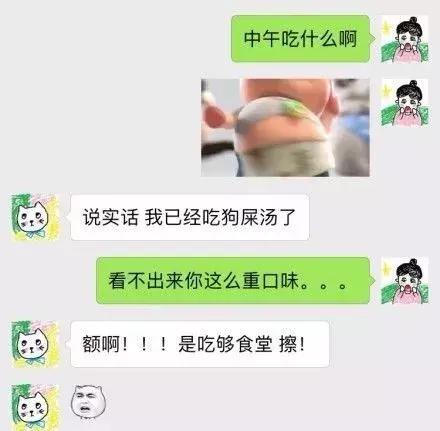 中午吃什么啊
说实话 我已经吃狗屎汤了
看不出来你这么重口味。。。
额啊！！！是吃够食堂 擦！